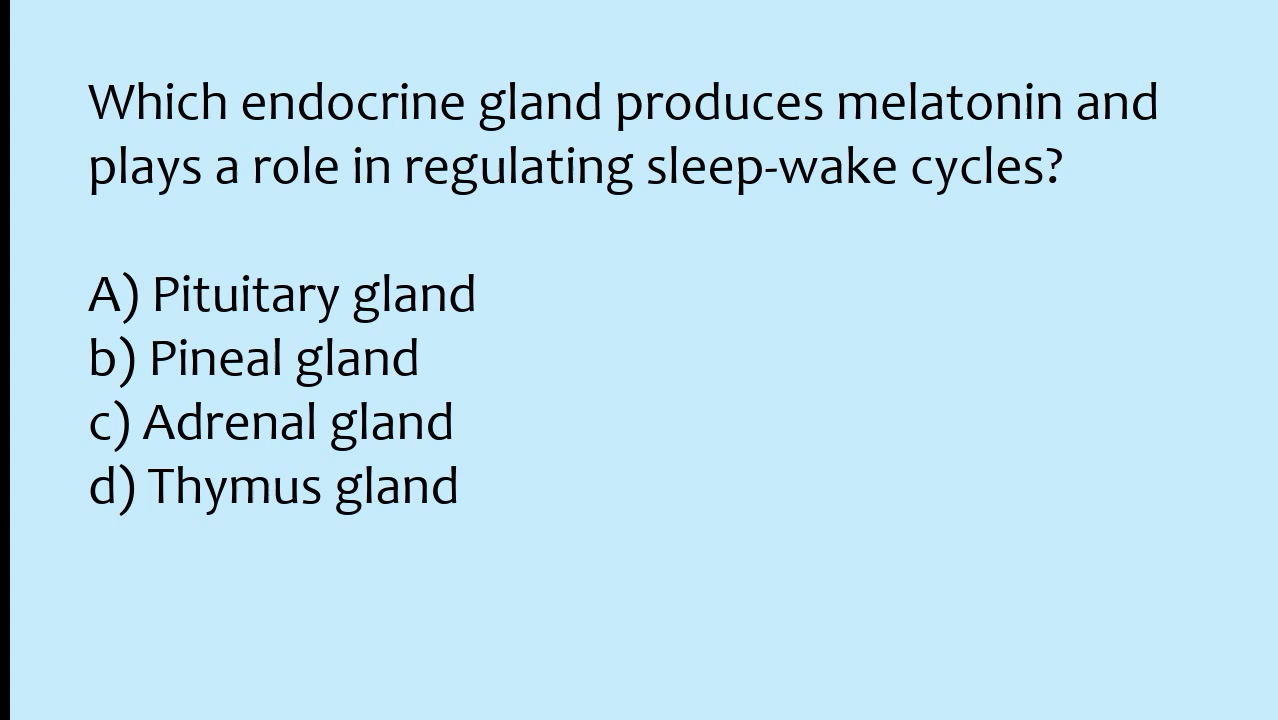 Which endocrine gland produces melatonin and
plays a role in regulating sleep-wake cycles?
A) Pituitary gland
b) Pineal gland
c) Adrenal gland
d) Thymus gland